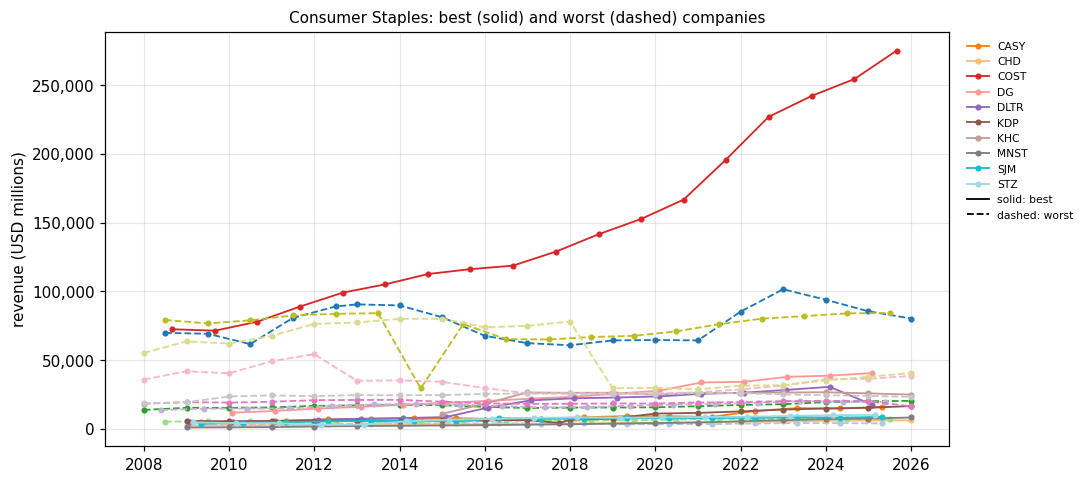 Consumer Staples: best (solid) and worst (dashed) companies
revenue (USD millions)
250,000
200,000
150,000
100,000
50,000
0
2008 2010 2012 2014 2016 2018 2020 2022 2024 2026
CASY
CHD
COST
DG
DLTR
KDP
KHC
MNST
SJM
STZ
solid: best
dashed: worst